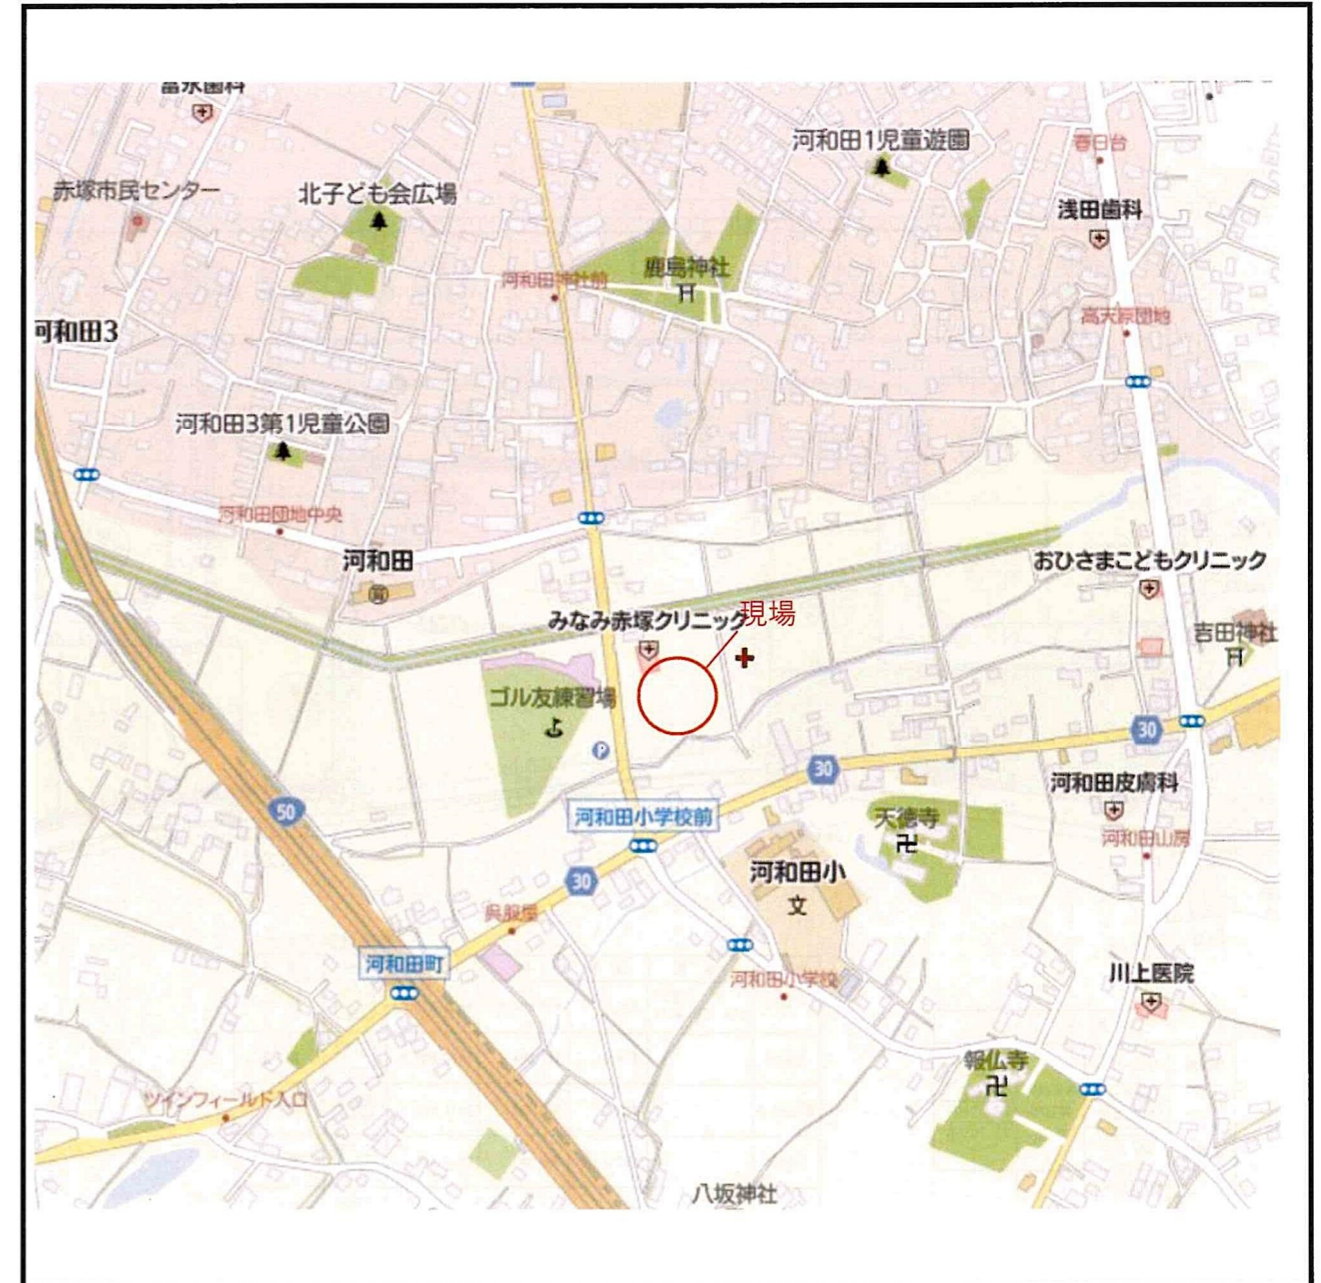 富永歯科
河和田1児童遊園
春日台
赤塚市民センター
北子ども会広場
浅田歯科
鹿島神社
河和田神社前
高天原団地
河和田3
河和田3第1児童公園
河和田団地中央
河和田
おひさまこどもクリニック
みなみ赤塚クリニック
現場
吉田神社
ゴル友練習場
P
30
30
50
河和田皮膚科
河和田小学校前
天徳寺
河和田山房
河和田小
文
30
呉服屋
河和田町
河和田小学校
川上医院
報仏寺
ツインフィールド入口
八坂神社